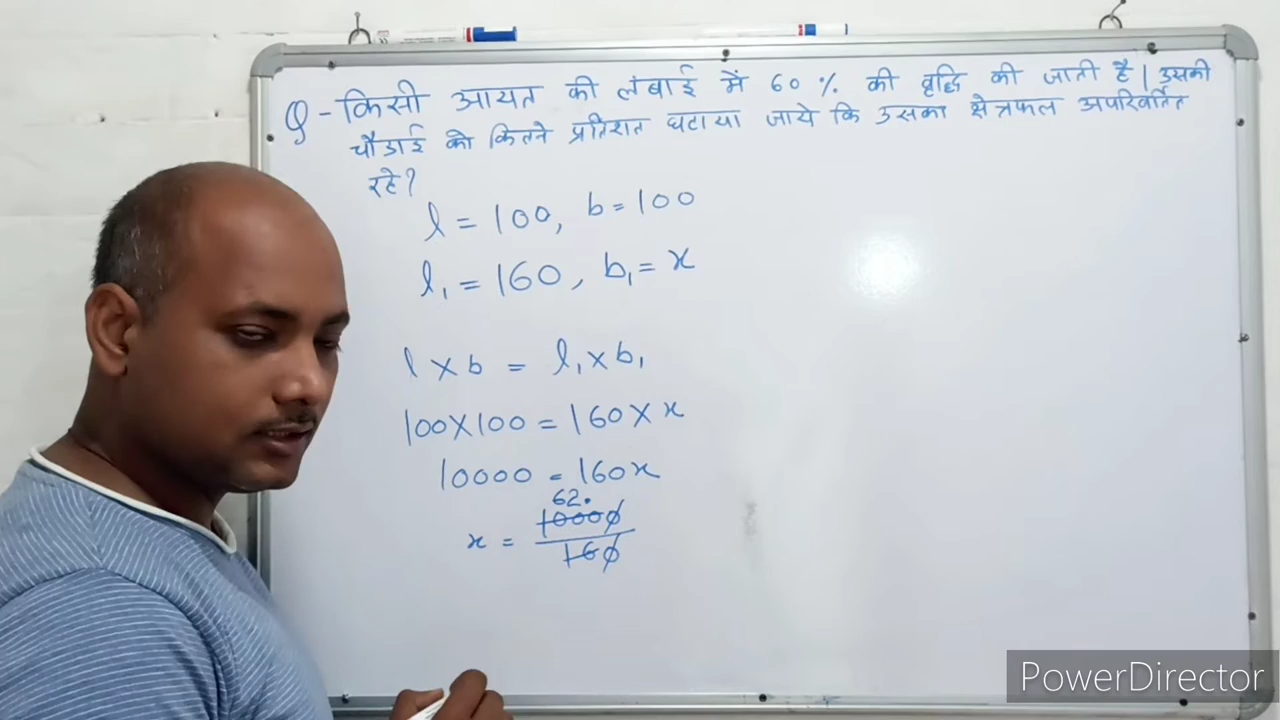 Q - किसी आयत की लंबाई में 60 % की वृद्धि की जाती है | उसकी
चौडाई को कितने प्रतिशत घटाया जाये कि उसका क्षेत्रफल अपरिवर्तित
रहे?
l = 100, b = 100
l₁ = 160, b₁ = x
l × b = l₁ × b₁
100 × 100 = 160 × x
10000 = 160x
62.
x = 10000/160
PowerDirector